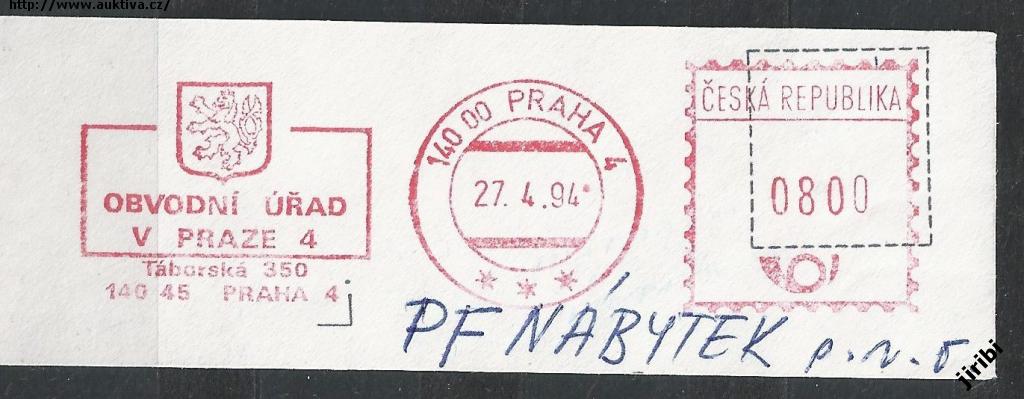 http://www.auktiva.cz/
OBVODNÍ ÚŘAD
V PRAZE 4
Táborská 350
140 45 PRAHA 4
140 00 PRAHA 4
27. 4. 94
ČESKÁ REPUBLIKA
0800
PF NÁBYTEK
jiribi